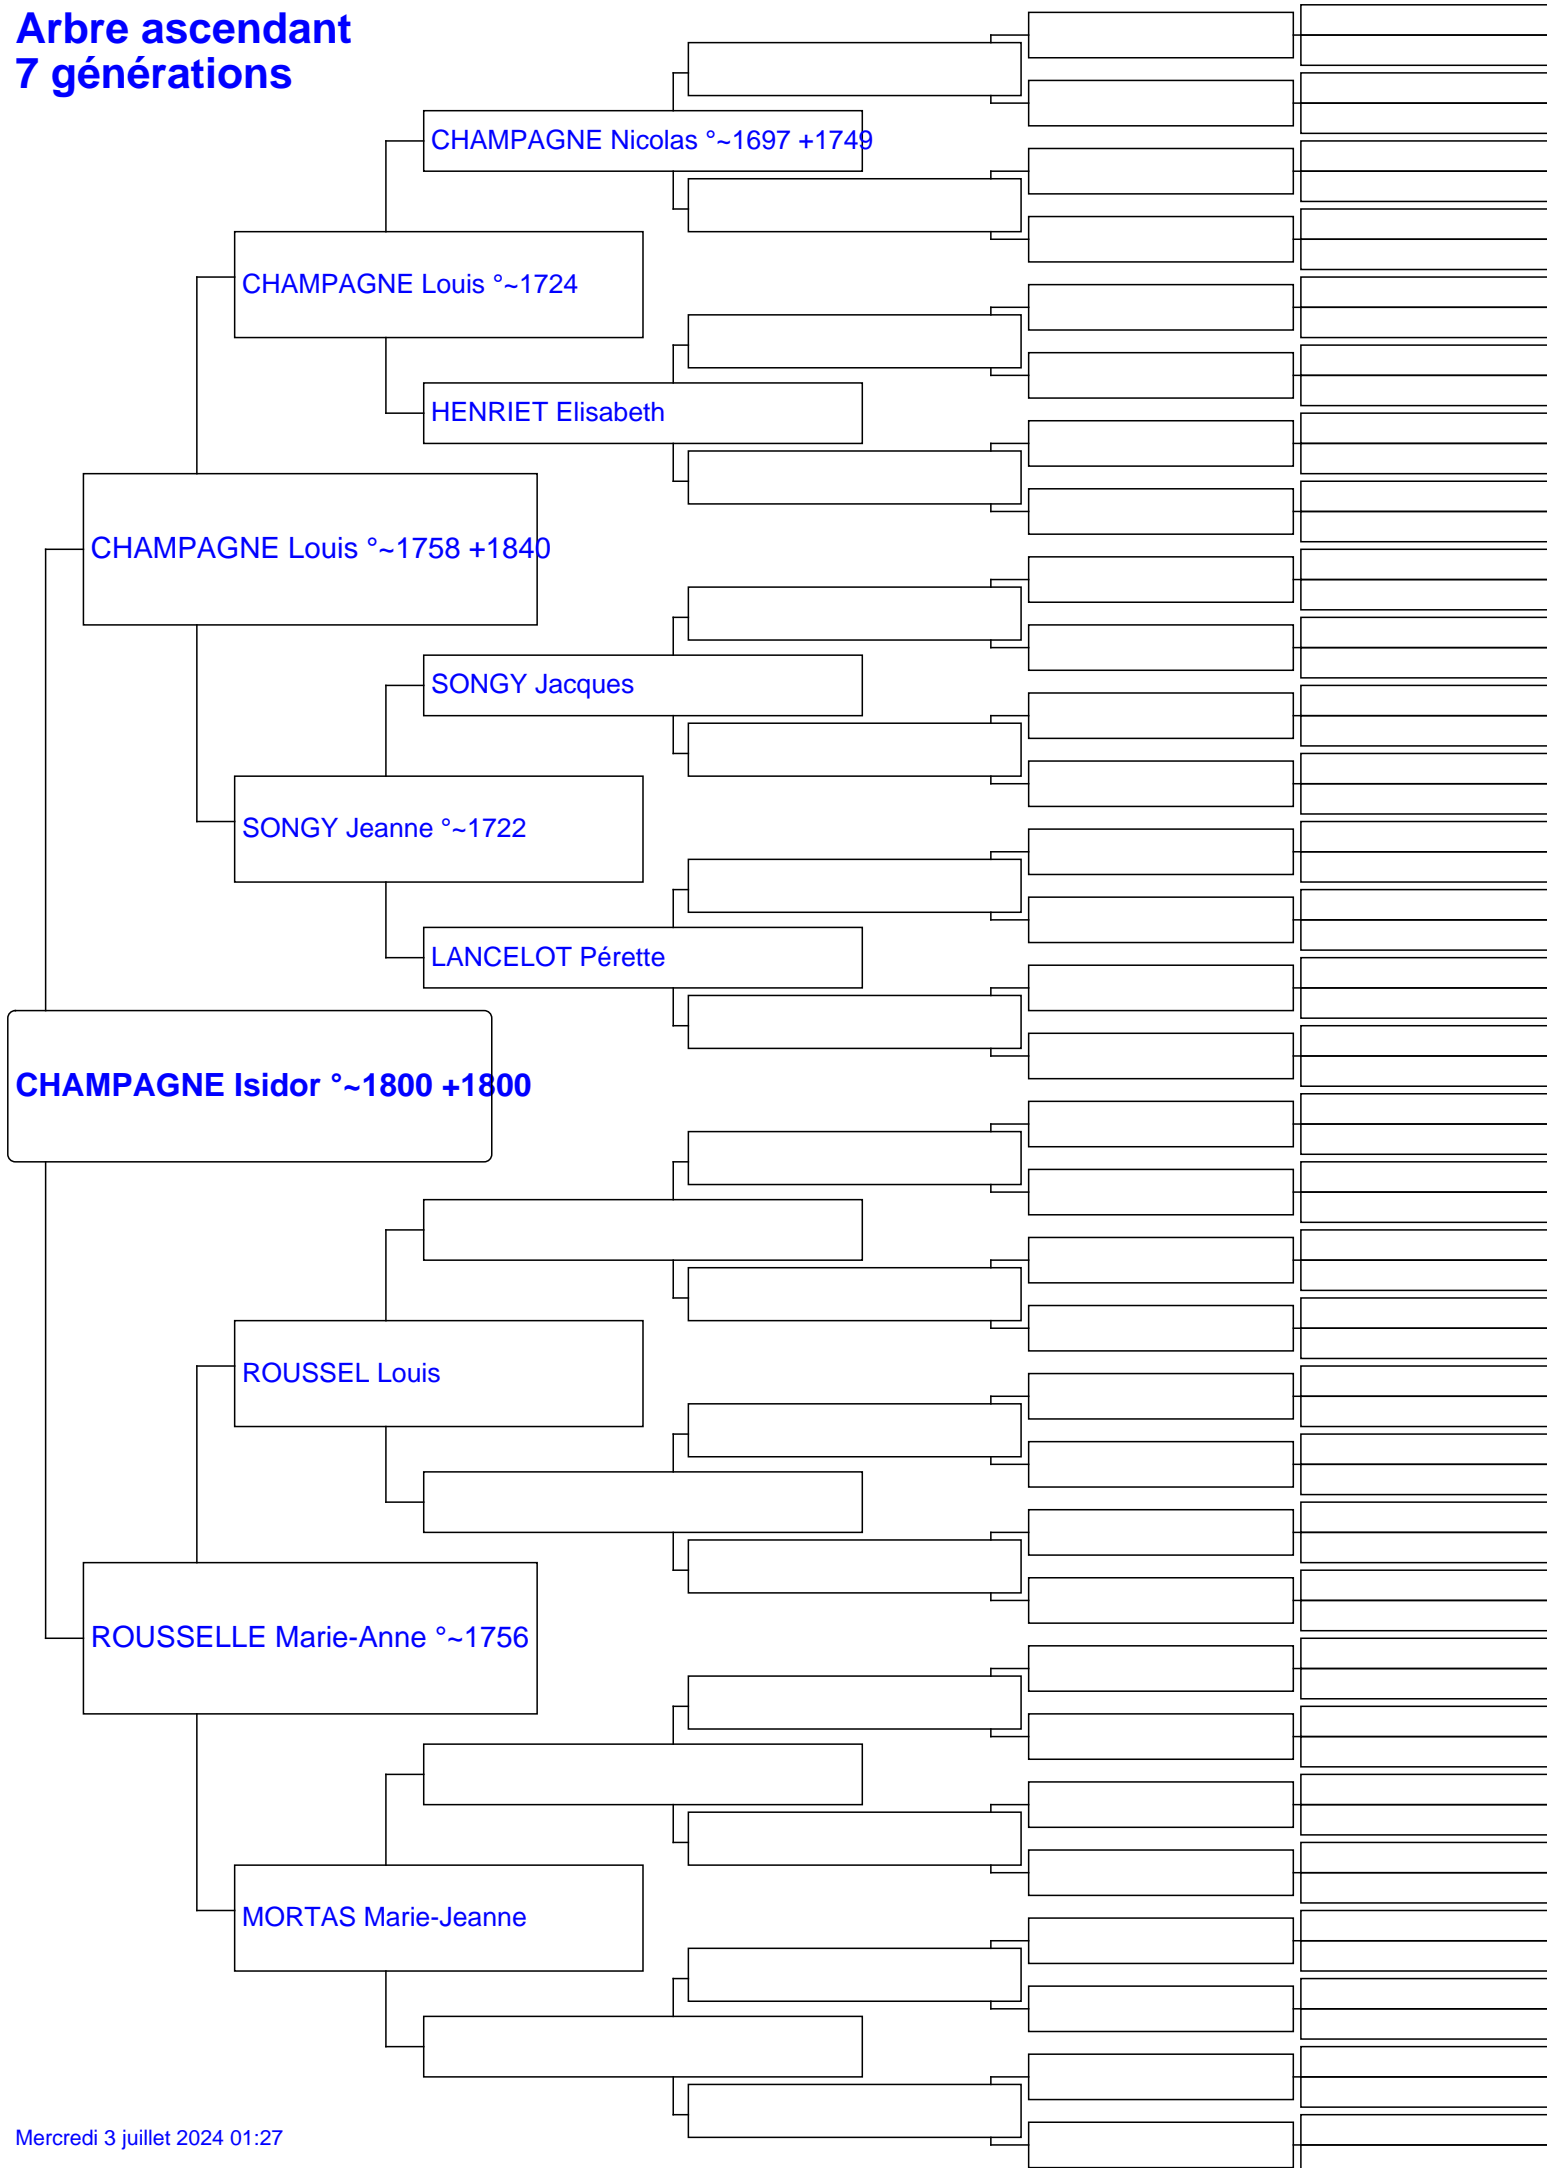 Arbre ascendant
7 générations
CHAMPAGNE Nicolas °~1697 +1749
CHAMPAGNE Louis °~1724
HENRIET Elisabeth
CHAMPAGNE Louis °~1758 +1840
SONGY Jacques
SONGY Jeanne °~1722
LANCELOT Pérette
CHAMPAGNE Isidor °~1800 +1800
ROUSSEL Louis
ROUSSELLE Marie-Anne °~1756
MORTAS Marie-Jeanne
Mercredi 3 juillet 2024 01:27